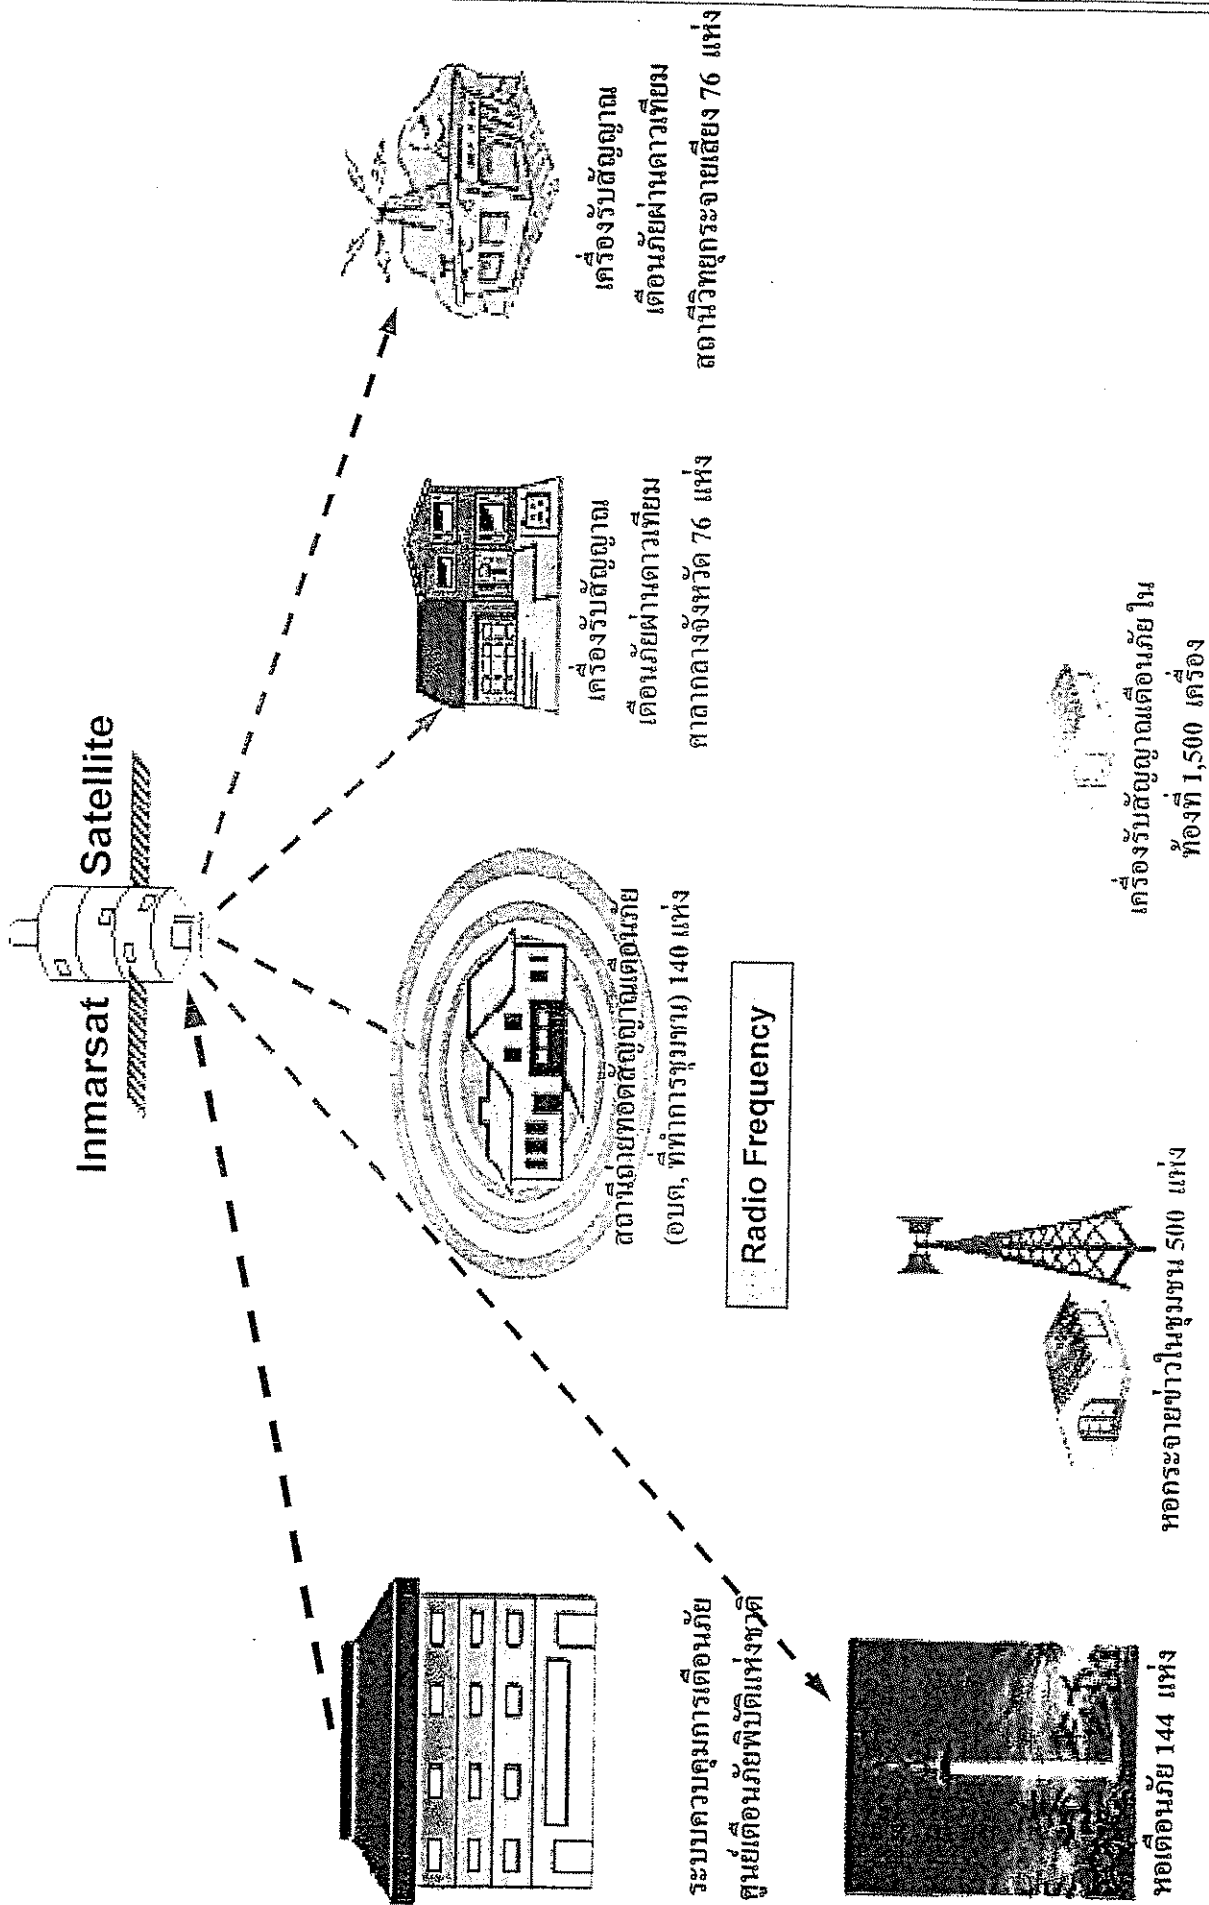 Inmarsat Satellite
ระบบควบคุมการเตือนภัย
ศูนย์เตือนภัยพิบัติแห่งชาติ
สถานีถ่ายทอดสัญญาณเตือนภัย
(อบต, ที่ทำการชุมชน) 140 แห่ง
เครื่องรับสัญญาณ
เตือนภัยผ่านดาวเทียม
ศาลากลางจังหวัด 76 แห่ง
เครื่องรับสัญญาณ
เตือนภัยผ่านดาวเทียม
สถานีวิทยุกระจายเสียง 76 แห่ง
Radio Frequency
หอเตือนภัย 144 แห่ง
หอกระจายข่าวในชุมชน 500 แห่ง
เครื่องรับสัญญาณเตือนภัย ใน
ท้องที่ 1,500 เครื่อง